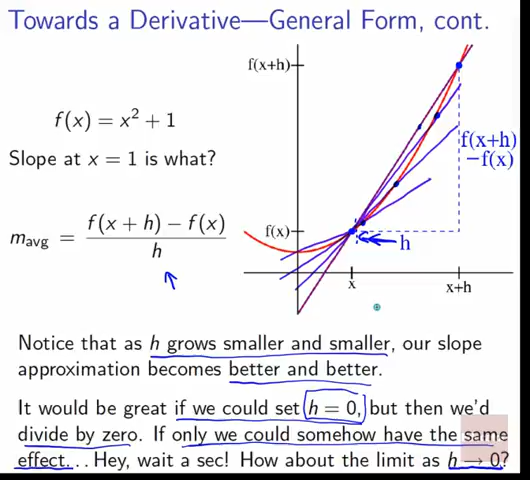 Towards a Derivative—General Form, cont.
f(x) = x² + 1
Slope at x = 1 is what?
m_avg = (f(x + h) − f(x)) / h
f(x+h)
f(x)
f(x+h)
−f(x)
h
x
x+h
Notice that as h grows smaller and smaller, our slope
approximation becomes better and better.
It would be great if we could set h = 0, but then we'd
divide by zero. If only we could somehow have the same
effect... Hey, wait a sec! How about the limit as h → 0?